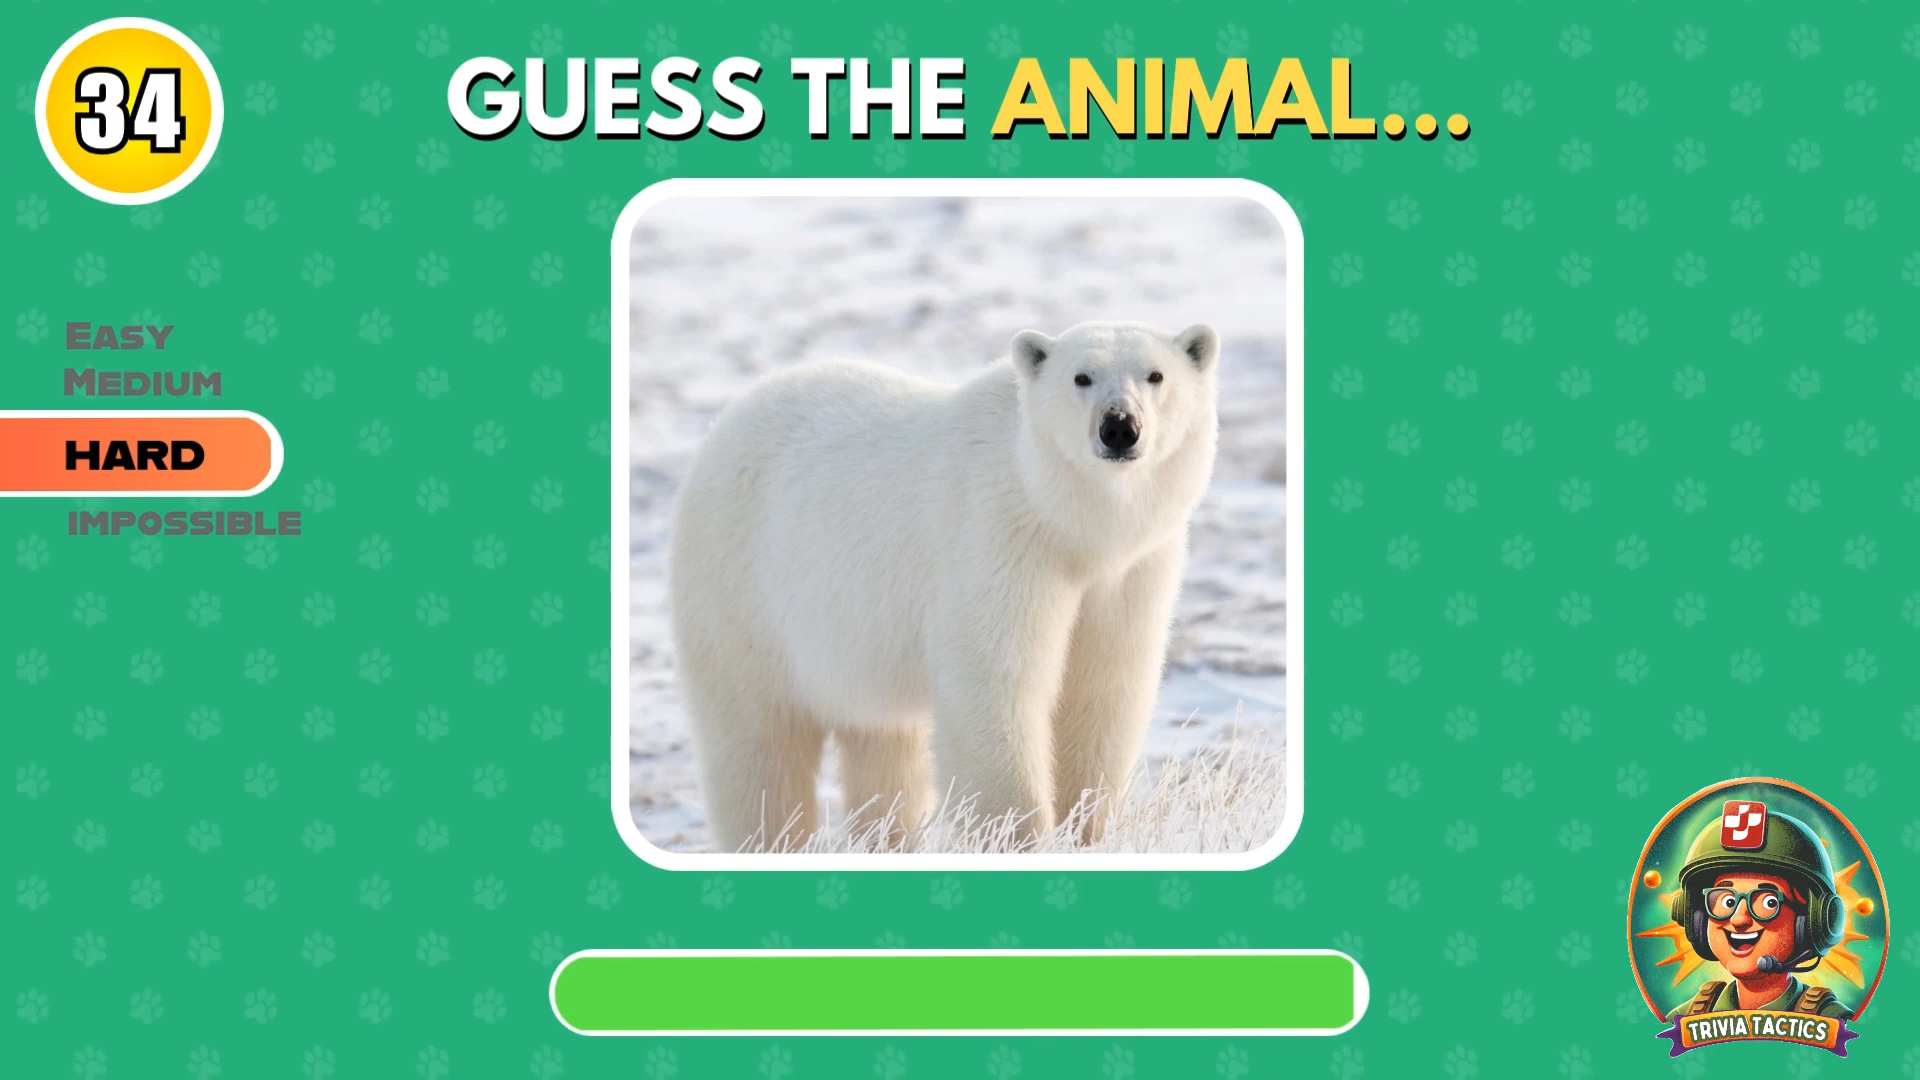 34
GUESS THE ANIMAL...
EASY
MEDIUM
HARD
IMPOSSIBLE
TRIVIA TACTICS